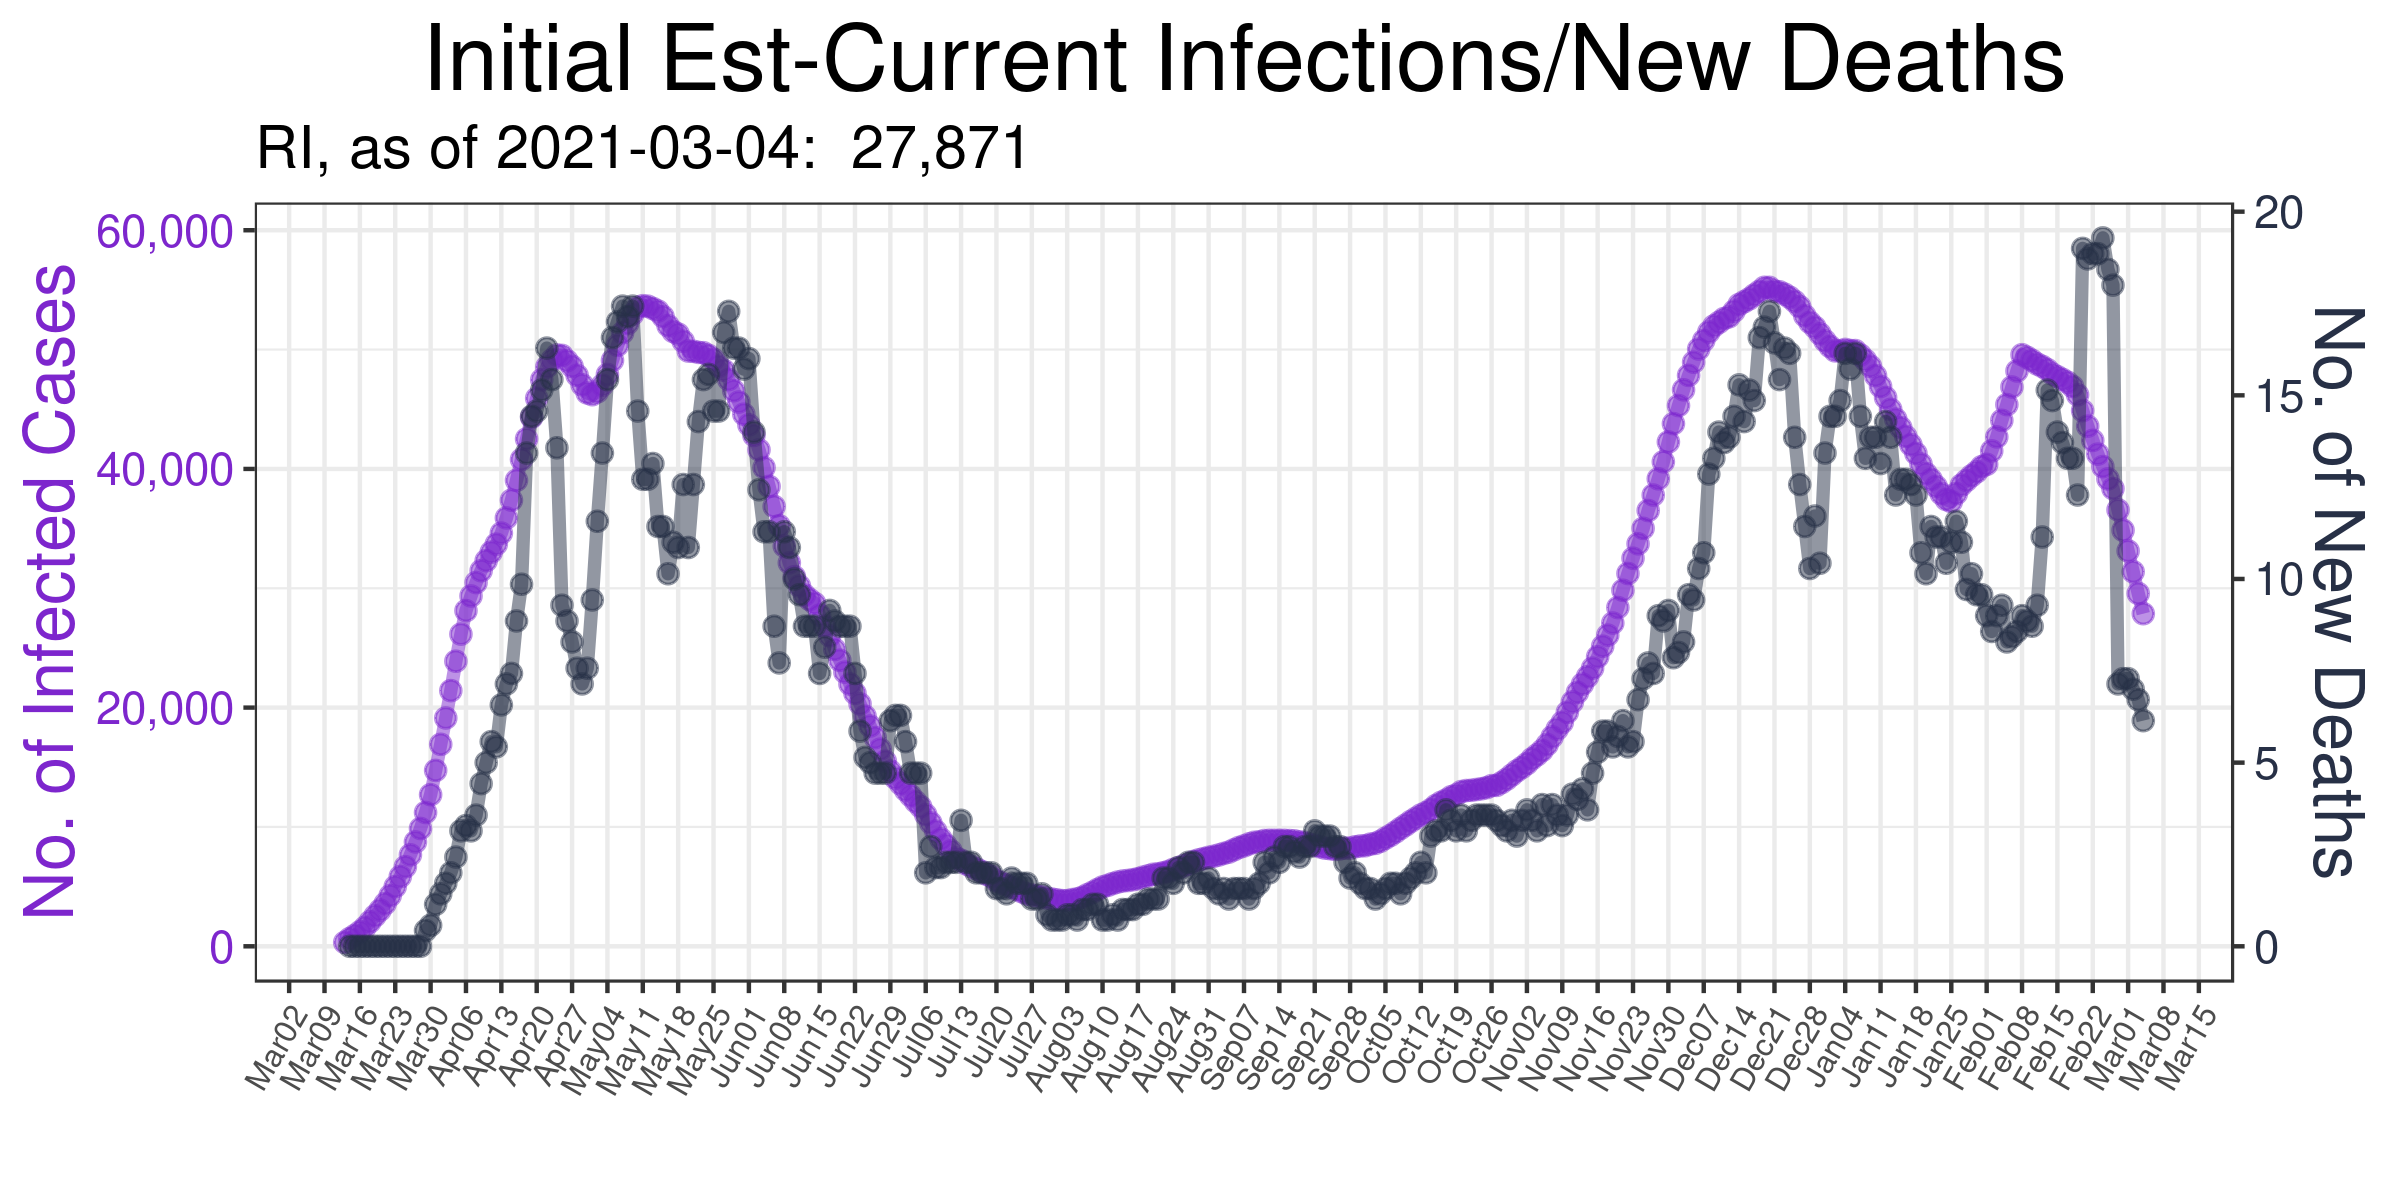 Initial Est-Current Infections/New Deaths
RI, as of 2021-03-04:  27,871
No. of Infected Cases
60,000
40,000
20,000
0
20
15
10
5
0
No. of New Deaths
Mar02
Mar09
Mar16
Mar23
Mar30
Apr06
Apr13
Apr20
Apr27
May04
May11
May18
May25
Jun01
Jun08
Jun15
Jun22
Jun29
Jul06
Jul13
Jul20
Jul27
Aug03
Aug10
Aug17
Aug24
Aug31
Sep07
Sep14
Sep21
Sep28
Oct05
Oct12
Oct19
Oct26
Nov02
Nov09
Nov16
Nov23
Nov30
Dec07
Dec14
Dec21
Dec28
Jan04
Jan11
Jan18
Jan25
Feb01
Feb08
Feb15
Feb22
Mar01
Mar08
Mar15